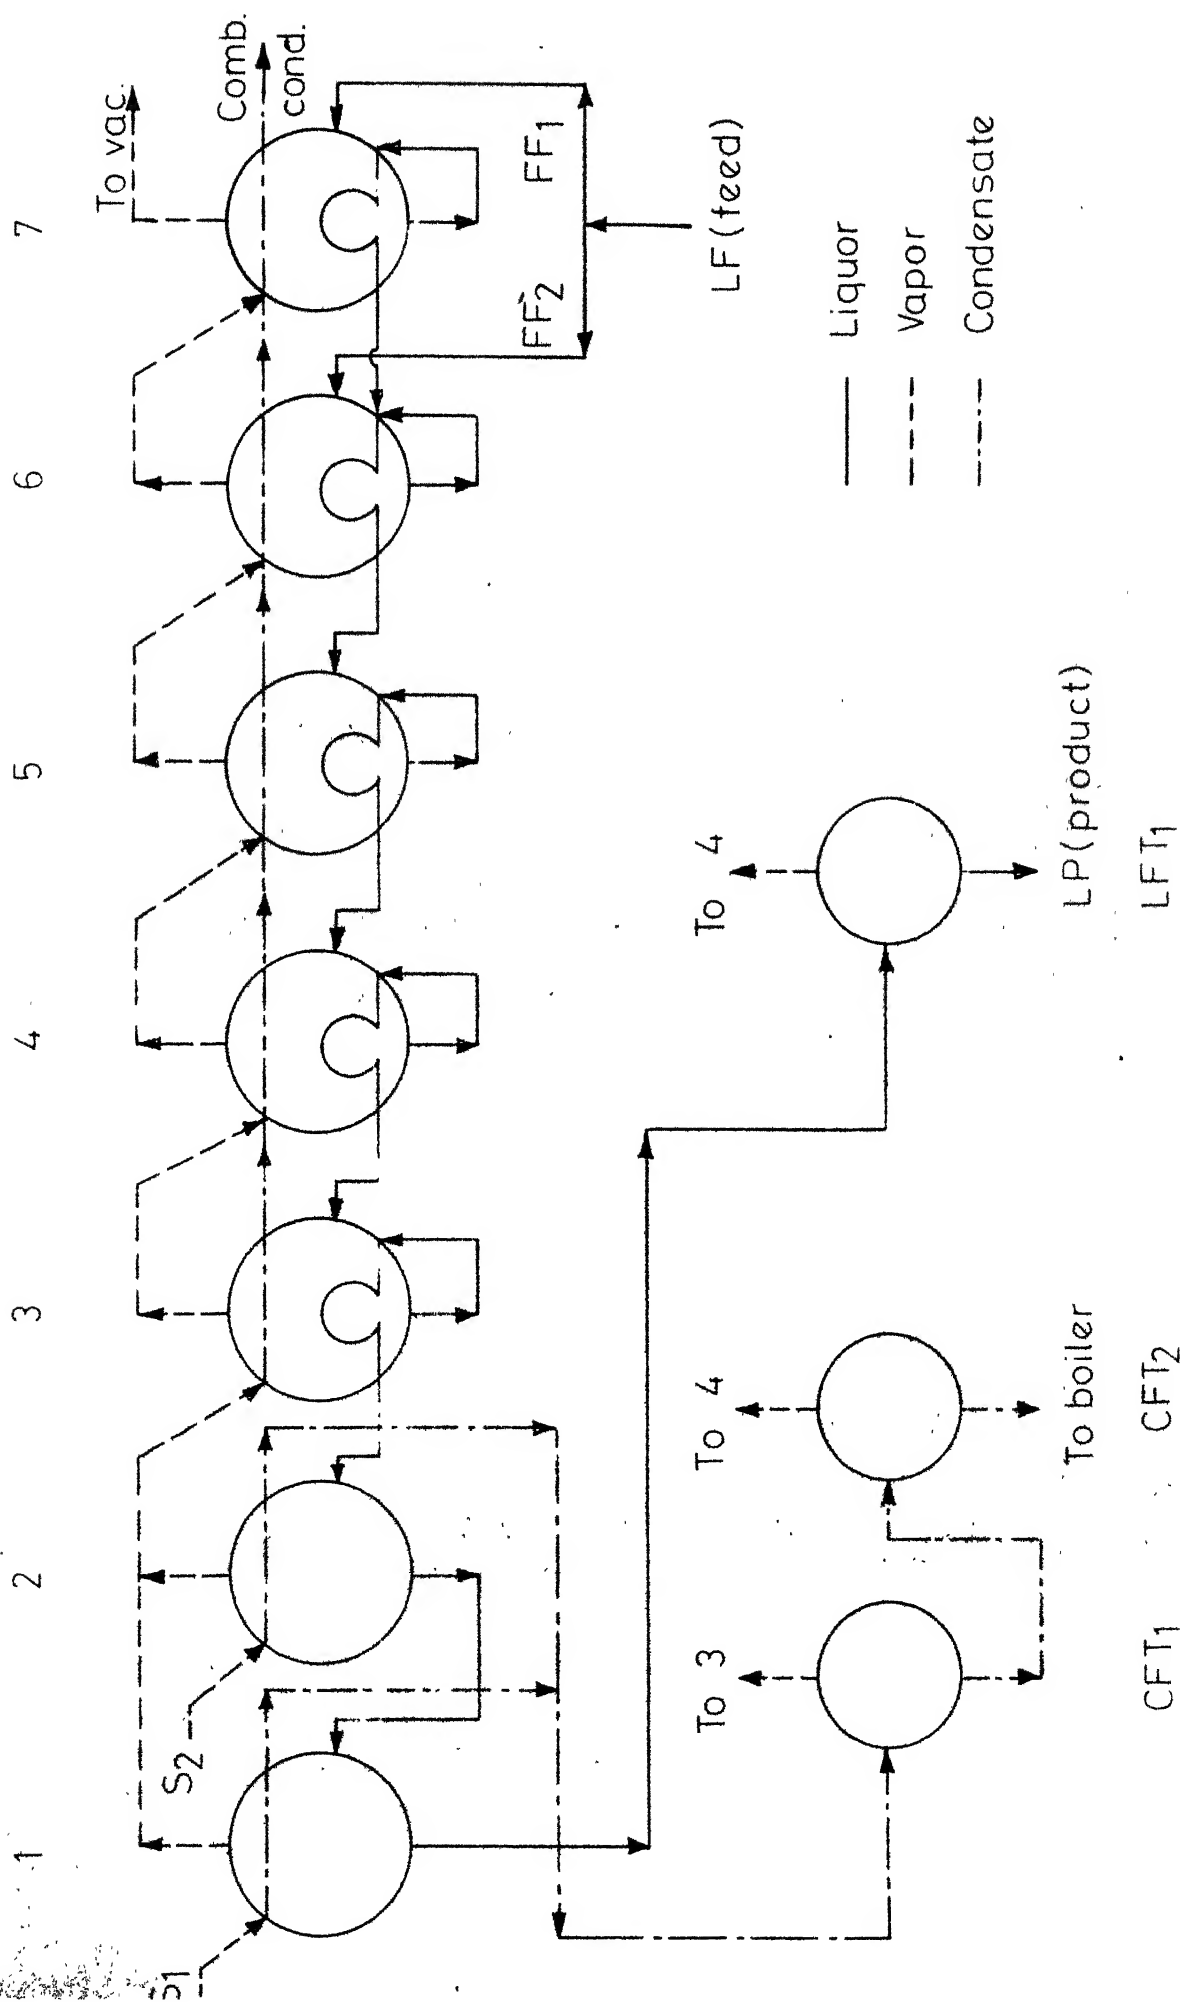 1
2
3
4
5
6
7
S2
To vac.
Comb.
cond.
FF2
FF1
LF(feed)
Liquor
Vapor
Condensate
To 3
To 4
To 4
To boiler
LP(product)
CFT1
CFT2
LFT1